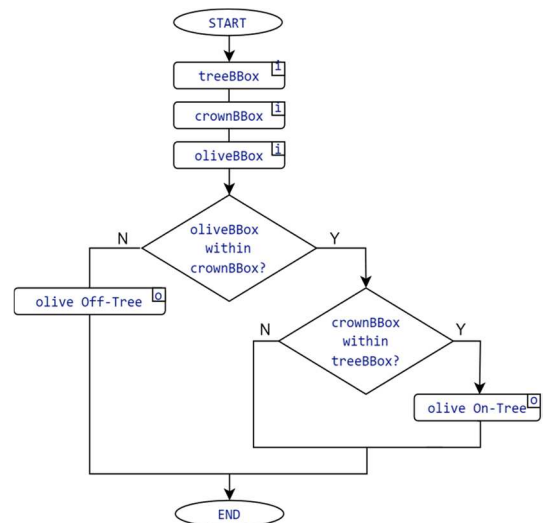 START
treeBBox i
crownBBox i
oliveBBox i
oliveBBox
within
crownBBox?
N
Y
olive Off-Tree o
crownBBox
within
treeBBox?
N
Y
olive On-Tree o
END